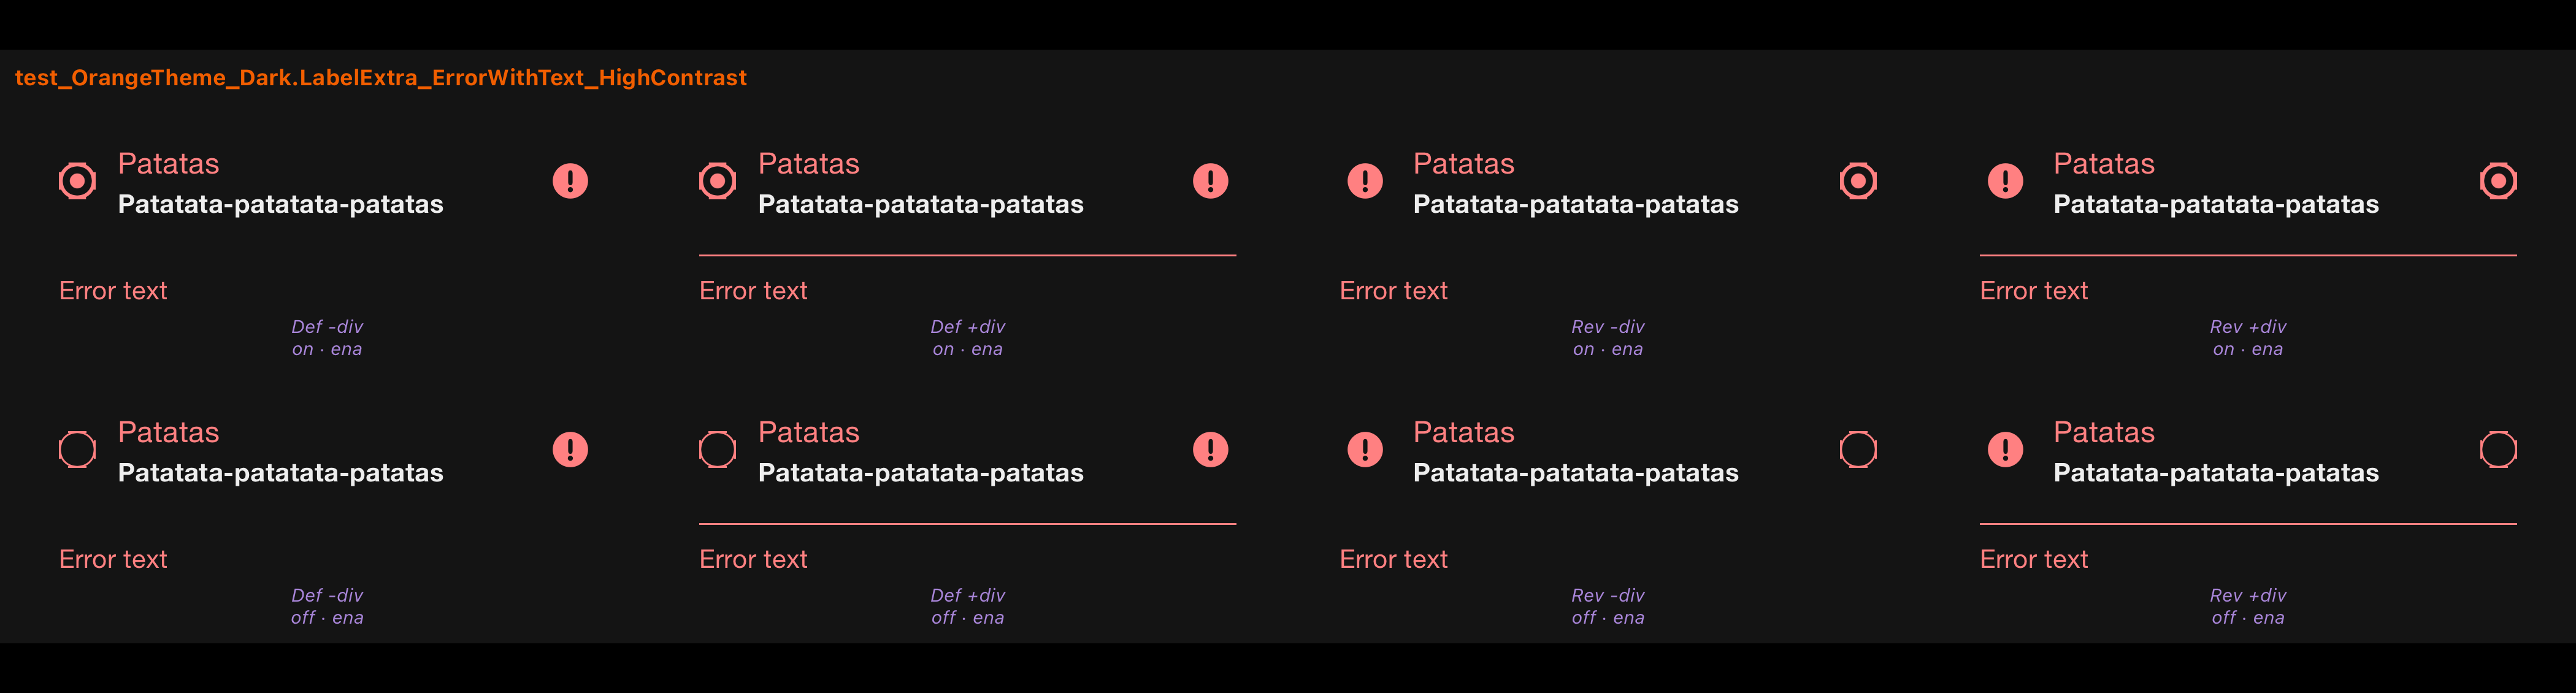 test_OrangeTheme_Dark.LabelExtra_ErrorWithText_HighContrast
Patatas
Patatata-patatata-patatas
Error text
Def -div
on · ena
Patatas
Patatata-patatata-patatas
Error text
Def +div
on · ena
Patatas
Patatata-patatata-patatas
Error text
Rev -div
on · ena
Patatas
Patatata-patatata-patatas
Error text
Rev +div
on · ena
Patatas
Patatata-patatata-patatas
Error text
Def -div
off · ena
Patatas
Patatata-patatata-patatas
Error text
Def +div
off · ena
Patatas
Patatata-patatata-patatas
Error text
Rev -div
off · ena
Patatas
Patatata-patatata-patatas
Error text
Rev +div
off · ena